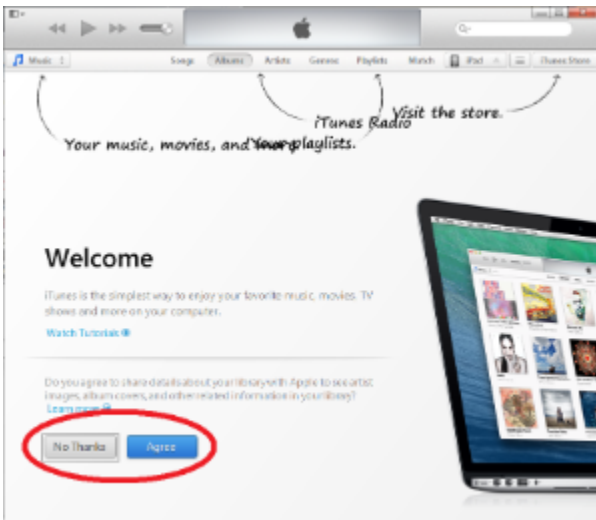 Music
Songs Albums Artists Genres Playlists Match iPad iTunes Store
iTunes Radio
Visit the store.
Your music, movies, and more.
Your playlists.
Welcome
iTunes is the simplest way to enjoy your favorite music, movies, TV
shows and more on your computer.
Watch Tutorials
Do you agree to share details about your library with Apple to see artist
images, album covers, and other related information in your library?
Learn more
No Thanks Agree